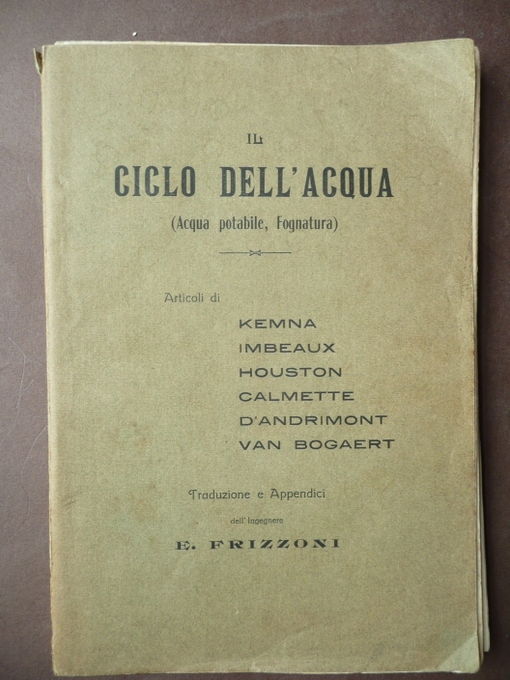 IL
CICLO DELL'ACQUA
(Acqua potabile, Fognatura)
Articoli di
KEMNA
IMBEAUX
HOUSTON
CALMETTE
D'ANDRIMONT
VAN BOGAERT
Traduzione e Appendici
dell'Ingegnere
E. FRIZZONI